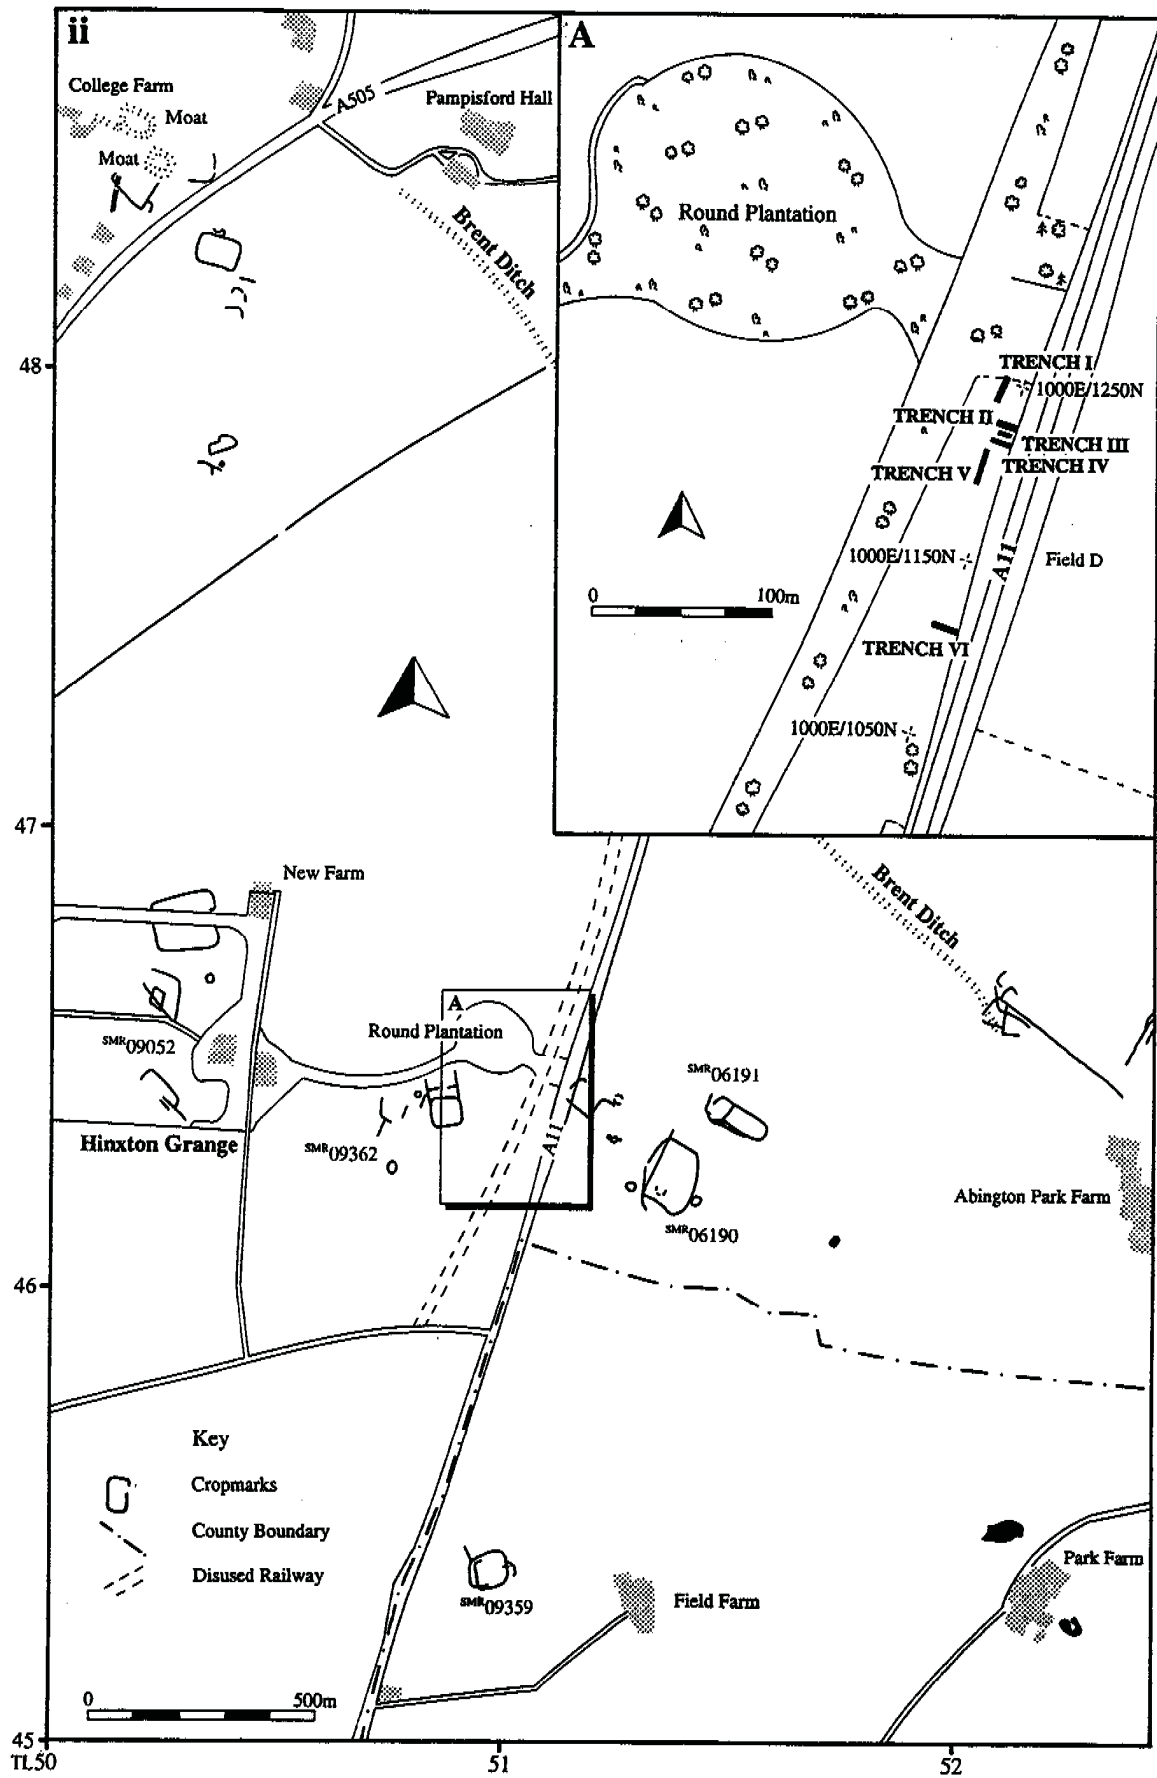 ii
College Farm
Moat
Moat
A505
Pampisford Hall
Brent Ditch
48
A
Round Plantation
TRENCH I
1000E/1250N
TRENCH II
TRENCH III
TRENCH IV
TRENCH V
1000E/1150N
A11
Field D
0 100m
TRENCH VI
1000E/1050N
47
New Farm
Brent Ditch
A
Round Plantation
SMR09052
SMR06191
Hinxton Grange
SMR09362
A11
Abington Park Farm
SMR06190
46
Key
Cropmarks
County Boundary
Disused Railway
Park Farm
SMR09359
Field Farm
0 500m
45
TL50
51
52